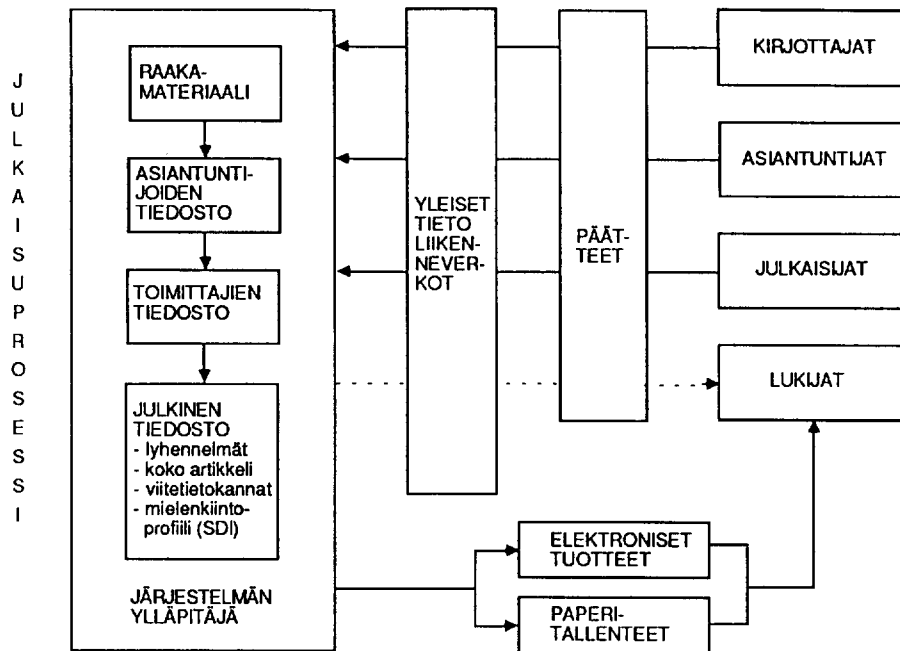 JULKAISUPROSESSI
RAAKA-
MATERIAALI
ASIANTUNTI-
JOIDEN
TIEDOSTO
TOIMITTAJIEN
TIEDOSTO
JULKINEN
TIEDOSTO
- lyhennelmät
- koko artikkeli
- viitetietokannat
- mielenkiinto-
profiili (SDI)
JÄRJESTELMÄN
YLLÄPITÄJÄ
YLEISET
TIETO
LIIKEN-
NEVER-
KOT
PÄÄT-
TEET
KIRJOTTAJAT
ASIANTUNTIJAT
JULKAISIJAT
LUKIJAT
ELEKTRONISET
TUOTTEET
PAPERI-
TALLENTEET